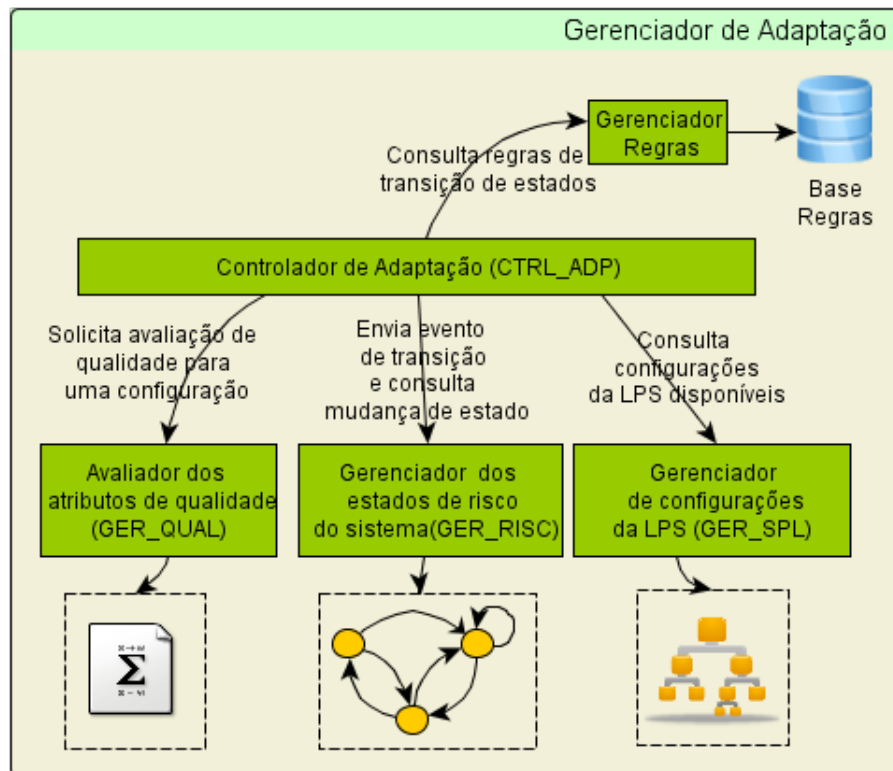 Gerenciador de Adaptação
Gerenciador
Regras
Base
Regras
Consulta regras de
transição de estados
Controlador de Adaptação (CTRL_ADP)
Solicita avaliação de
qualidade para
uma configuração
Envia evento
de transição
e consulta
mudança de estado
Consulta
configurações
da LPS disponíveis
Avaliador dos
atributos de qualidade
(GER_QUAL)
Gerenciador dos
estados de risco
do sistema(GER_RISC)
Gerenciador
de configurações
da LPS (GER_SPL)
Σ